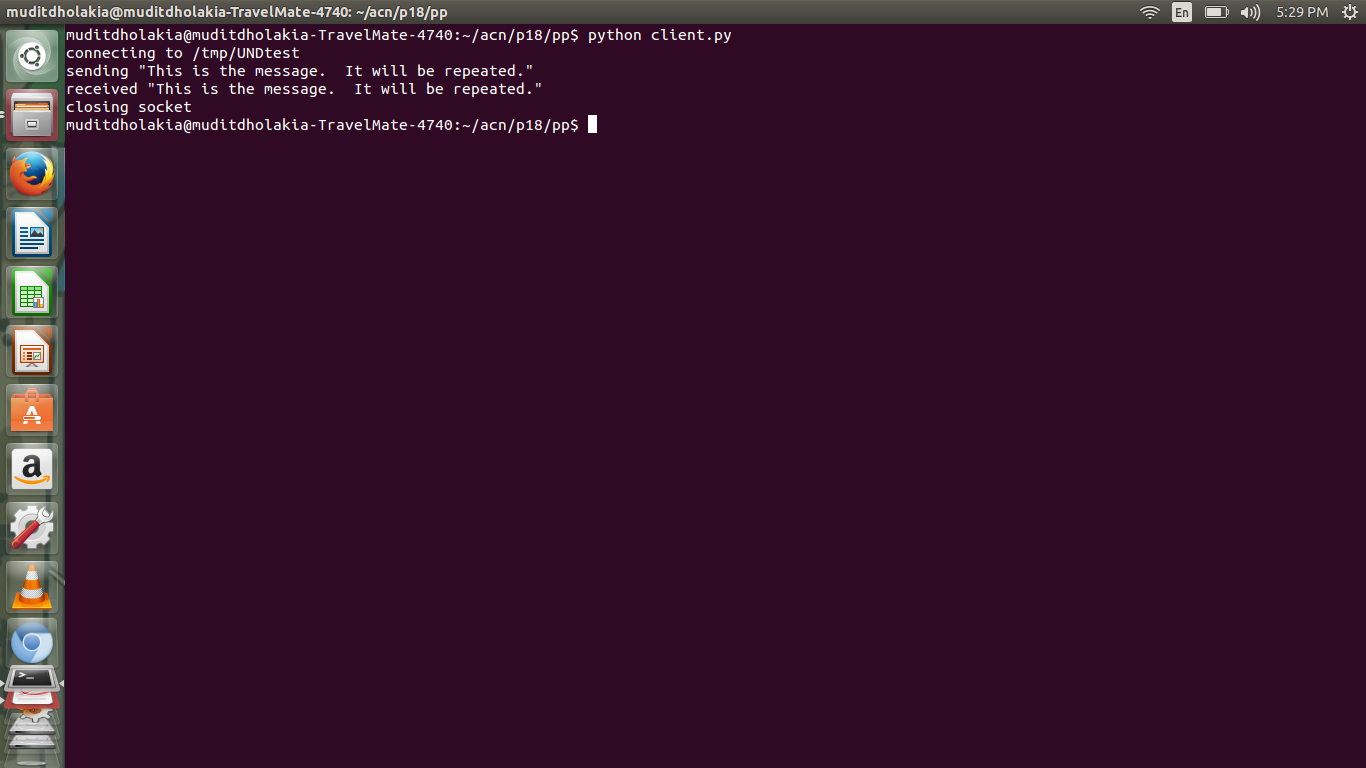 muditdholakia@muditdholakia-TravelMate-4740: ~/acn/p18/pp
En
5:29 PM
muditdholakia@muditdholakia-TravelMate-4740:~/acn/p18/pp$ python client.py
connecting to /tmp/UNDtest
sending "This is the message.  It will be repeated."
received "This is the message.  It will be repeated."
closing socket
muditdholakia@muditdholakia-TravelMate-4740:~/acn/p18/pp$
A
a
>_